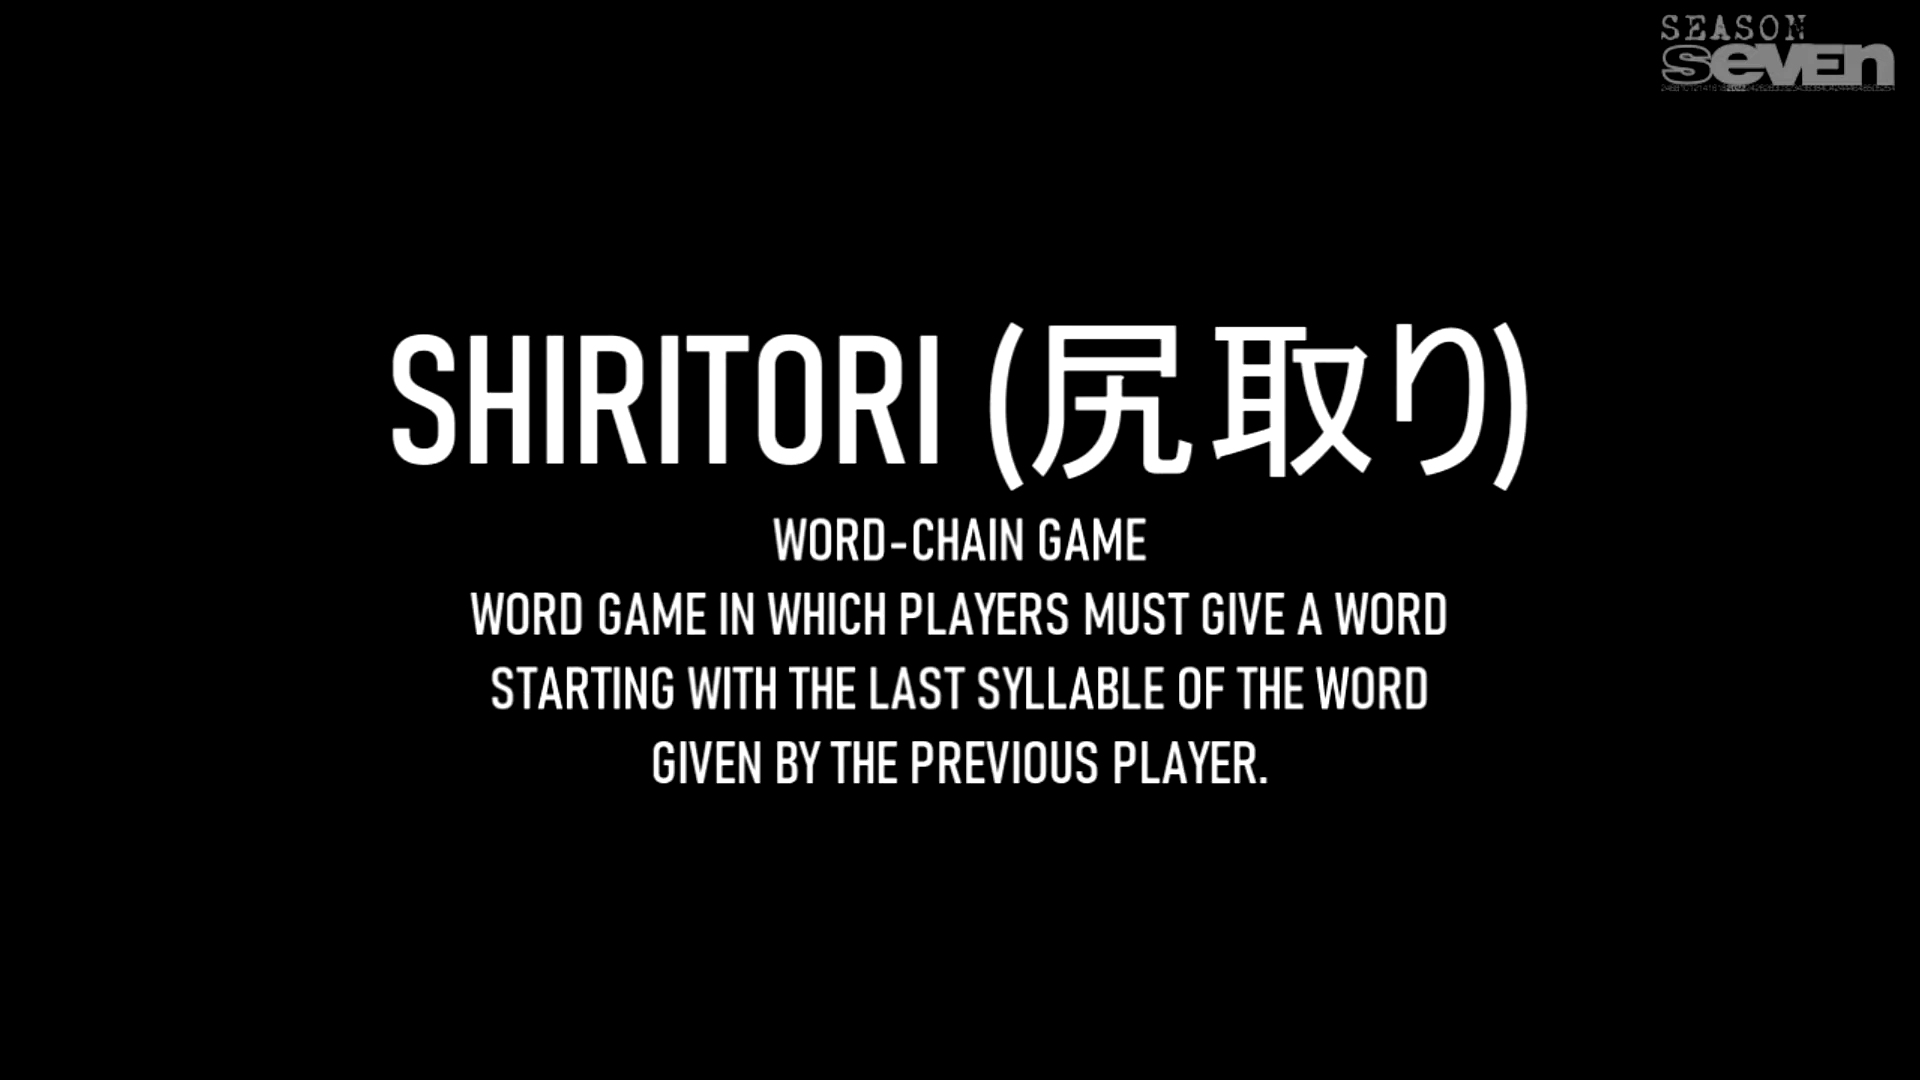 SEASON
SEVEN
SHIRITORI (尻取り)
WORD-CHAIN GAME
WORD GAME IN WHICH PLAYERS MUST GIVE A WORD
STARTING WITH THE LAST SYLLABLE OF THE WORD
GIVEN BY THE PREVIOUS PLAYER.